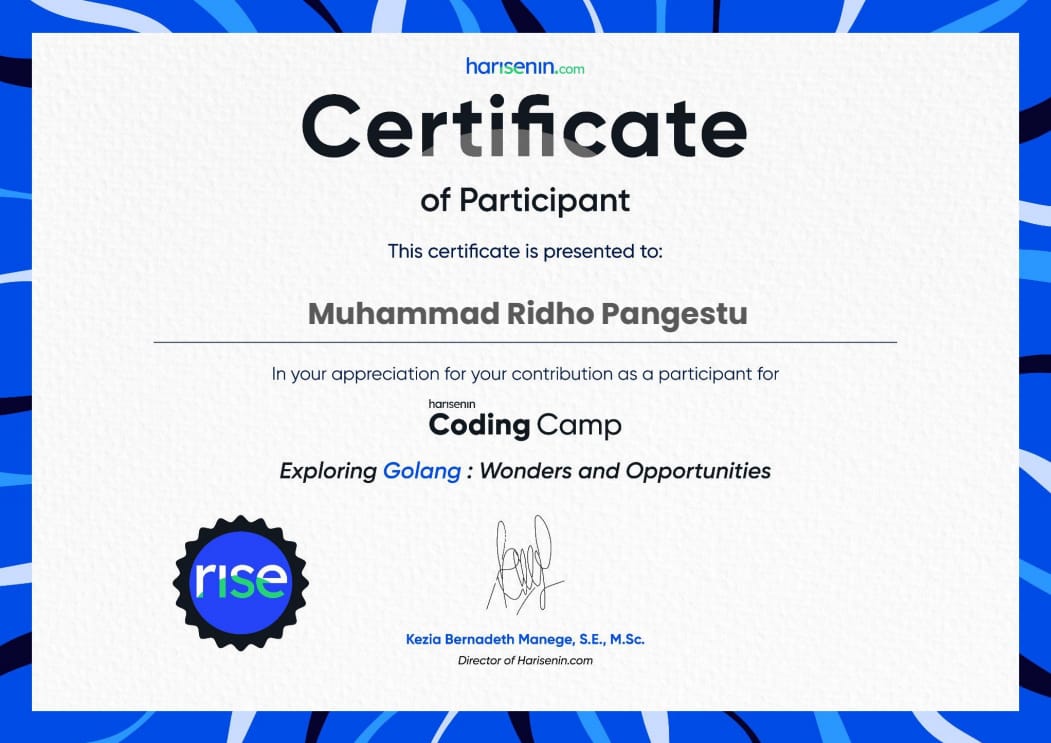 harisenin.com
Certificate
of Participant
This certificate is presented to:
Muhammad Ridho Pangestu
In your appreciation for your contribution as a participant for
harisenin
Coding Camp
Exploring Golang : Wonders and Opportunities
rise
Kezia Bernadeth Manege, S.E., M.Sc.
Director of Harisenin.com